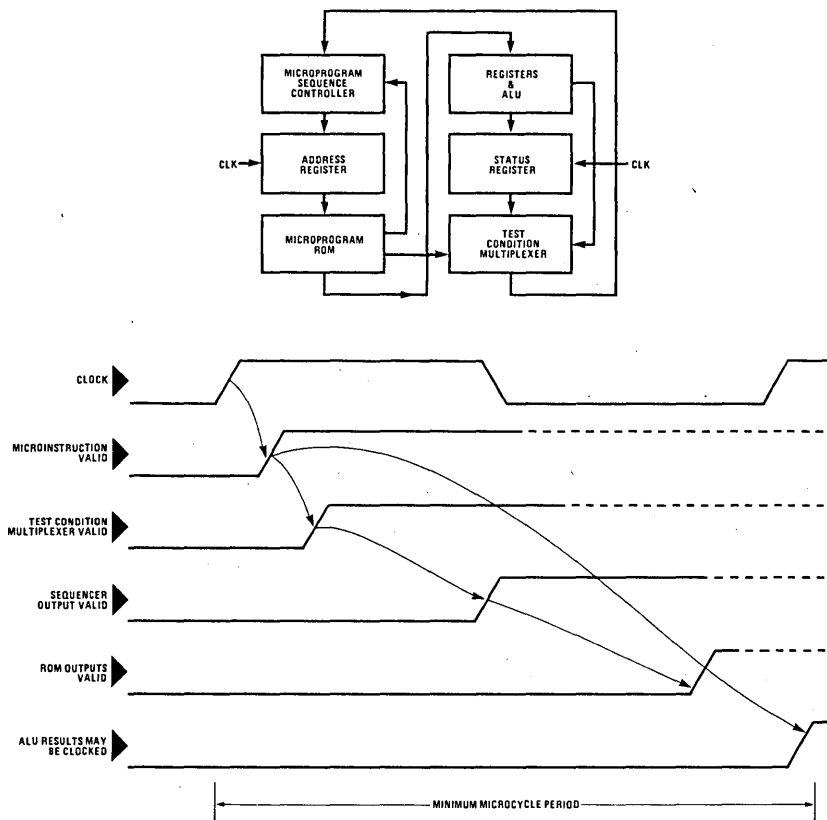 MICROPROGRAM
SEQUENCE
CONTROLLER
REGISTERS
&
ALU
CLK
ADDRESS
REGISTER
STATUS
REGISTER
CLK
MICROPROGRAM
ROM
TEST
CONDITION
MULTIPLEXER
CLOCK
MICROINSTRUCTION
VALID
TEST CONDITION
MULTIPLEXER VALID
SEQUENCER
OUTPUT VALID
ROM OUTPUTS
VALID
ALU RESULTS MAY
BE CLOCKED
MINIMUM MICROCYCLE PERIOD